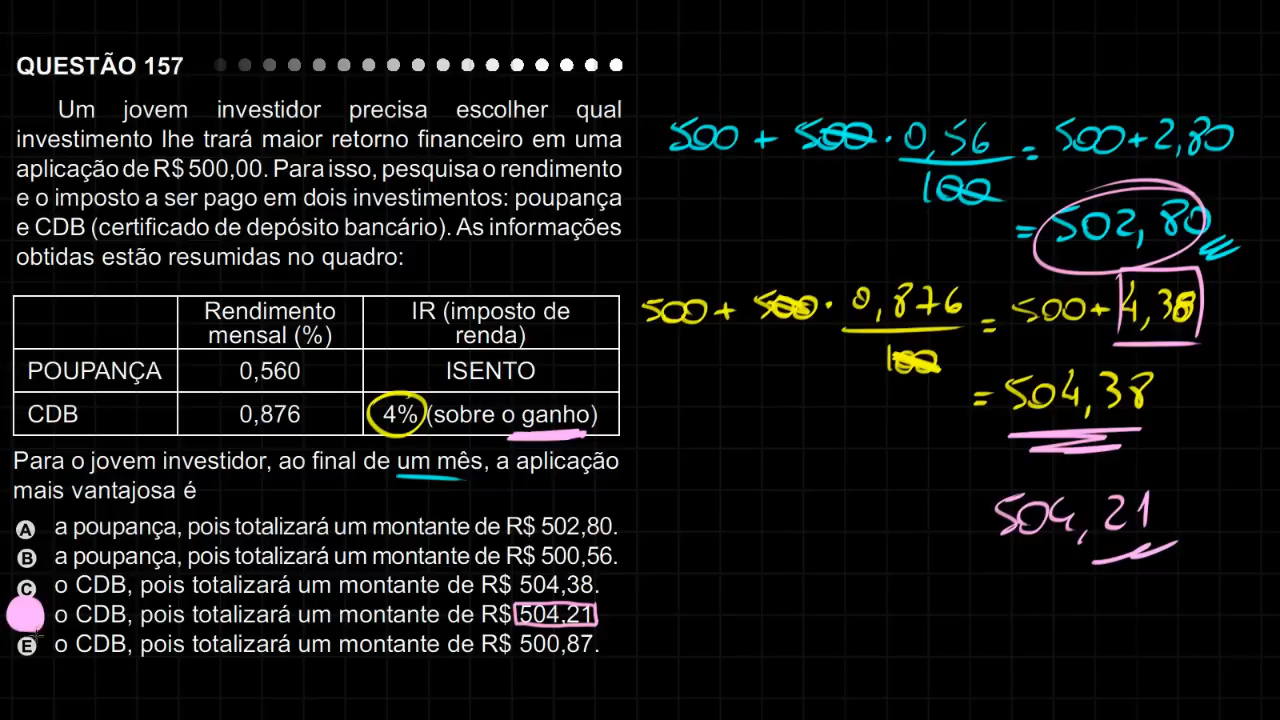 QUESTÃO 157
Um jovem investidor precisa escolher qual
investimento lhe trará maior retorno financeiro em uma
aplicação de R$ 500,00. Para isso, pesquisa o rendimento
e o imposto a ser pago em dois investimentos: poupança
e CDB (certificado de depósito bancário). As informações
obtidas estão resumidas no quadro:
Rendimento mensal (%) IR (imposto de renda)
POUPANÇA 0,560 ISENTO
CDB 0,876 4% (sobre o ganho)
Para o jovem investidor, ao final de um mês, a aplicação
mais vantajosa é
A a poupança, pois totalizará um montante de R$ 502,80.
B a poupança, pois totalizará um montante de R$ 500,56.
C o CDB, pois totalizará um montante de R$ 504,38.
o CDB, pois totalizará um montante de R$ 504,21
E o CDB, pois totalizará um montante de R$ 500,87.
500 + 500 · 0,56 / 100 = 500 + 2,80
= 502,80
500 + 500 · 0,876 / 100 = 500 + 4,38
= 504,38
504,21